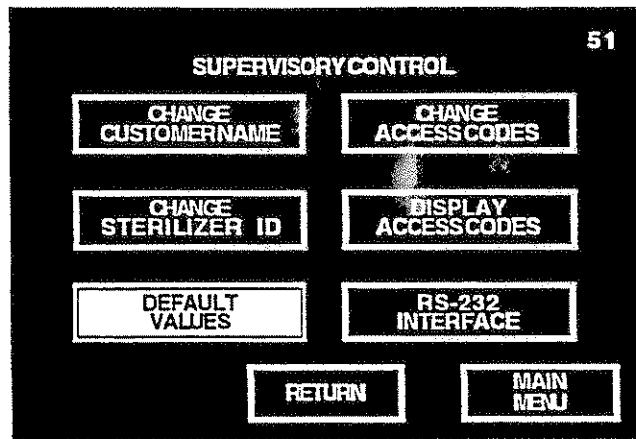 51
SUPERVISORY CONTROL
CHANGE
CUSTOMER NAME
CHANGE
ACCESS CODES
CHANGE
STERILIZER ID
DISPLAY
ACCESS CODES
DEFAULT
VALUES
RS-232
INTERFACE
RETURN
MAIN
MENU